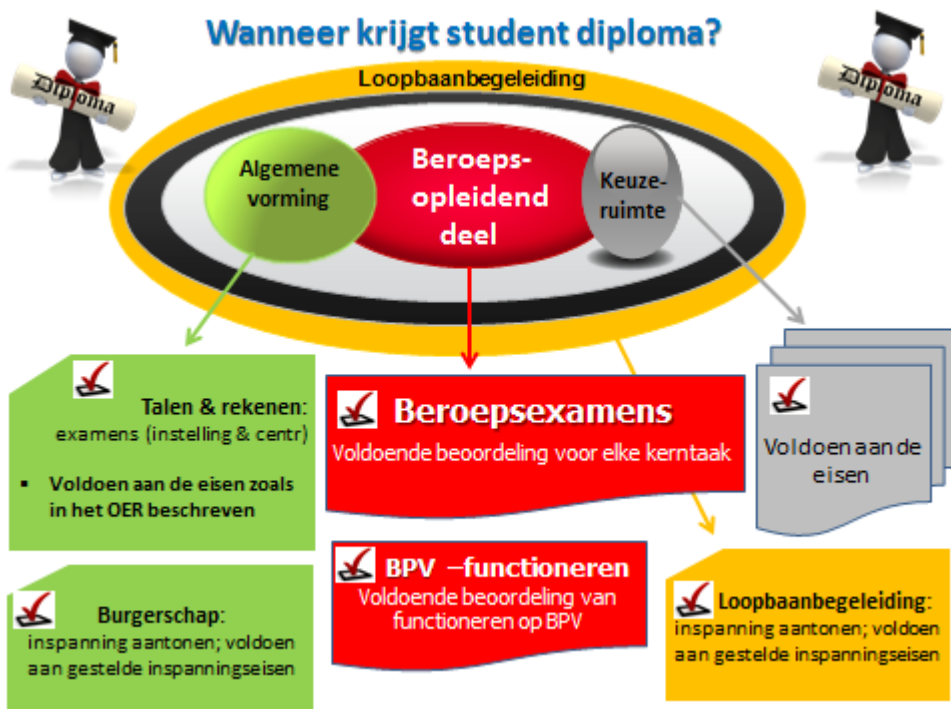 Wanneer krijgt student diploma?
Diploma
Diploma
Loopbaanbegeleiding
Algemene
vorming
Beroeps-
opleidend
deel
Keuze-
ruimte
Talen & rekenen:
examens (instelling & centr)
▪ Voldoen aan de eisen zoals
in het OER beschreven
Beroepsexamens
Voldoende beoordeling voor elke kerntaak
Voldoen aan de
eisen
Burgerschap:
inspanning aantonen; voldoen
aan gestelde inspanningseisen
BPV –functioneren
Voldoende beoordeling van
functioneren op BPV
Loopbaanbegeleiding:
inspanning aantonen; voldoen
aan gestelde inspanningseisen